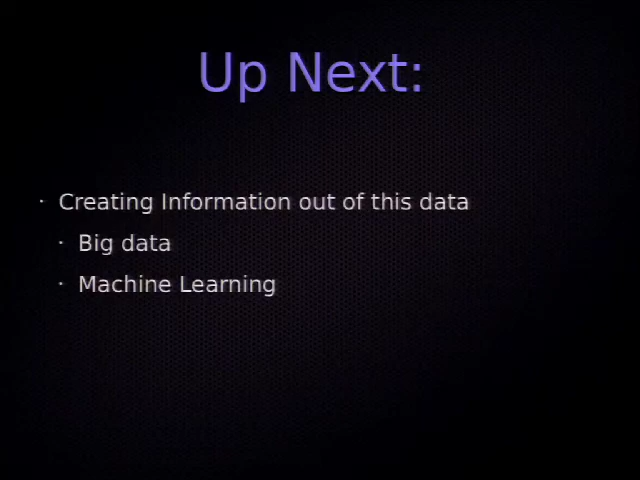 Up Next:
· Creating Information out of this data
· Big data
· Machine Learning